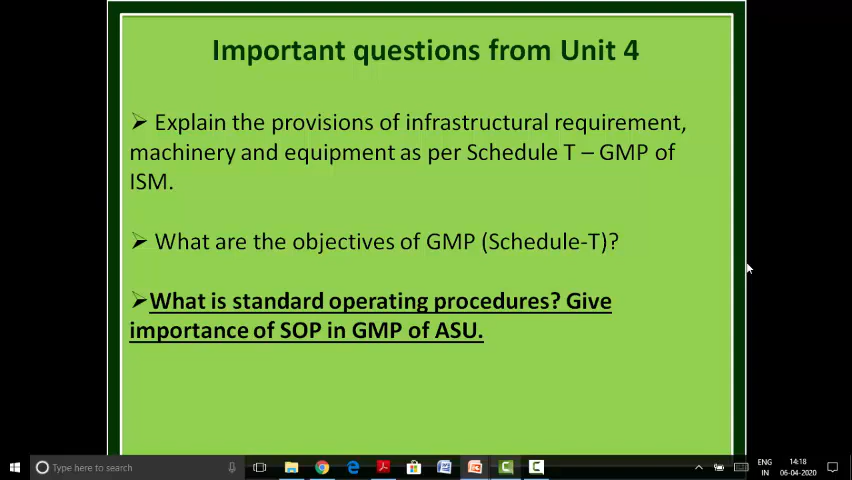 Important questions from Unit 4
➢ Explain the provisions of infrastructural requirement,
machinery and equipment as per Schedule T – GMP of
ISM.
➢ What are the objectives of GMP (Schedule-T)?
➢What is standard operating procedures? Give
importance of SOP in GMP of ASU.
Type here to search
ENG
IN
14:18
06-04-2020